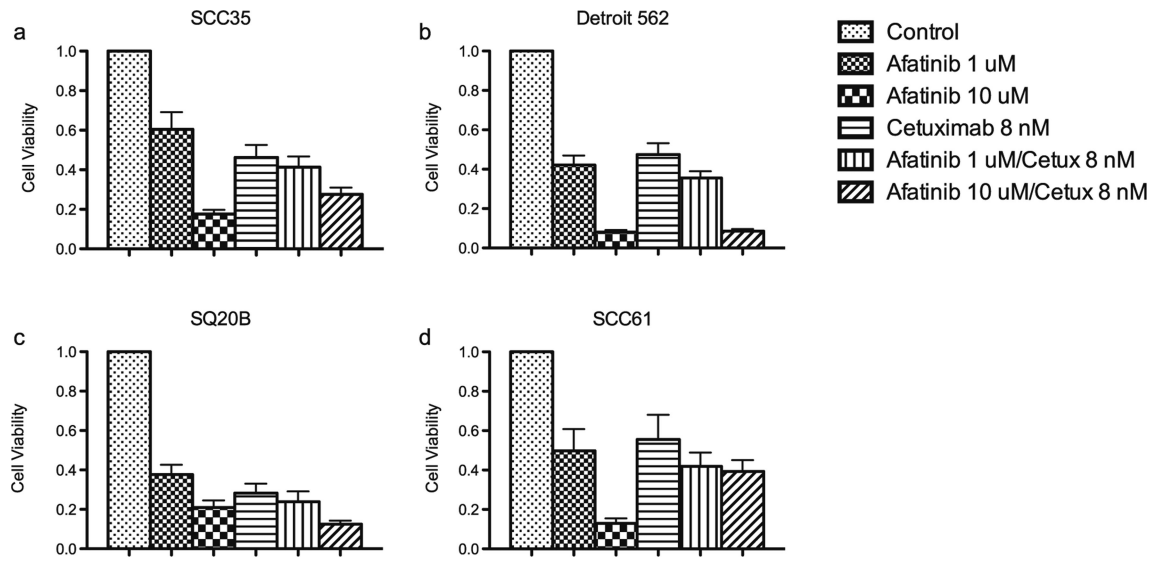 a
SCC35
Cell Viability
1.0
0.8
0.6
0.4
0.2
0.0
b
Detroit 562
Cell Viability
1.0
0.8
0.6
0.4
0.2
0.0
Control
Afatinib 1 uM
Afatinib 10 uM
Cetuximab 8 nM
Afatinib 1 uM/Cetux 8 nM
Afatinib 10 uM/Cetux 8 nM
c
SQ20B
Cell Viability
1.0
0.8
0.6
0.4
0.2
0.0
d
SCC61
Cell Viability
1.0
0.8
0.6
0.4
0.2
0.0